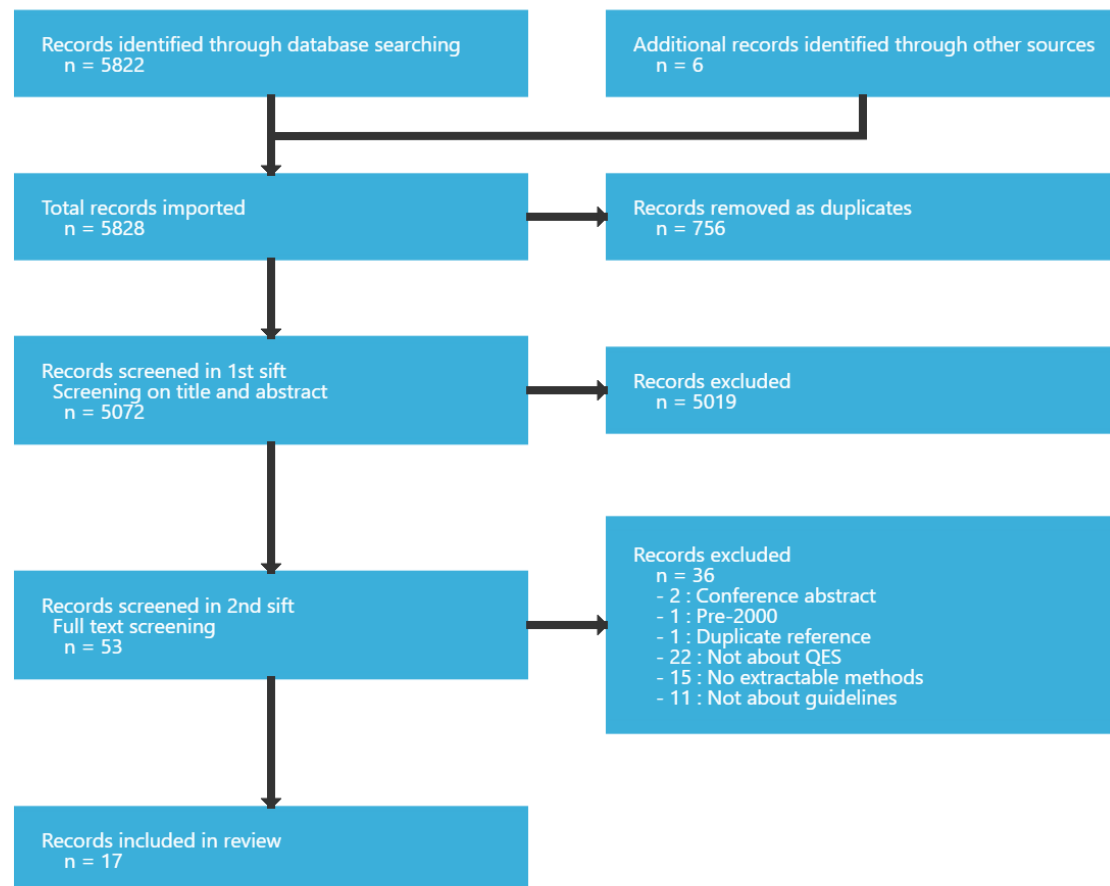 Records identified through database searching
n = 5822
Additional records identified through other sources
n = 6
Total records imported
n = 5828
Records removed as duplicates
n = 756
Records screened in 1st sift
Screening on title and abstract
n = 5072
Records excluded
n = 5019
Records screened in 2nd sift
Full text screening
n = 53
Records excluded
n = 36
- 2 : Conference abstract
- 1 : Pre-2000
- 1 : Duplicate reference
- 22 : Not about QES
- 15 : No extractable methods
- 11 : Not about guidelines
Records included in review
n = 17